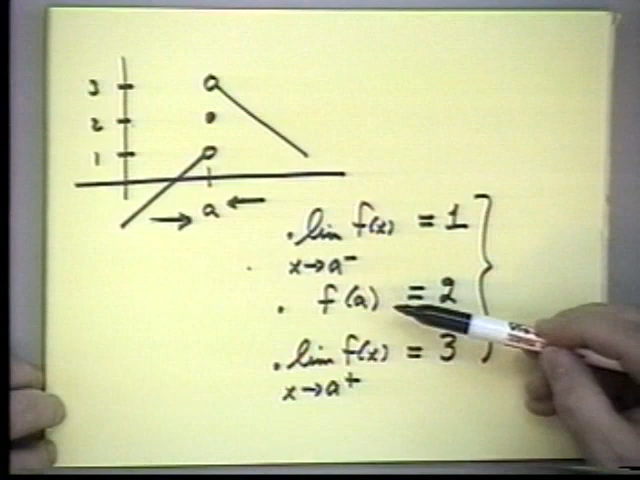 3
2
1
a
. lim f(x) = 1
x→a⁻
. f(a) = 2
. lim f(x) = 3
x→a⁺